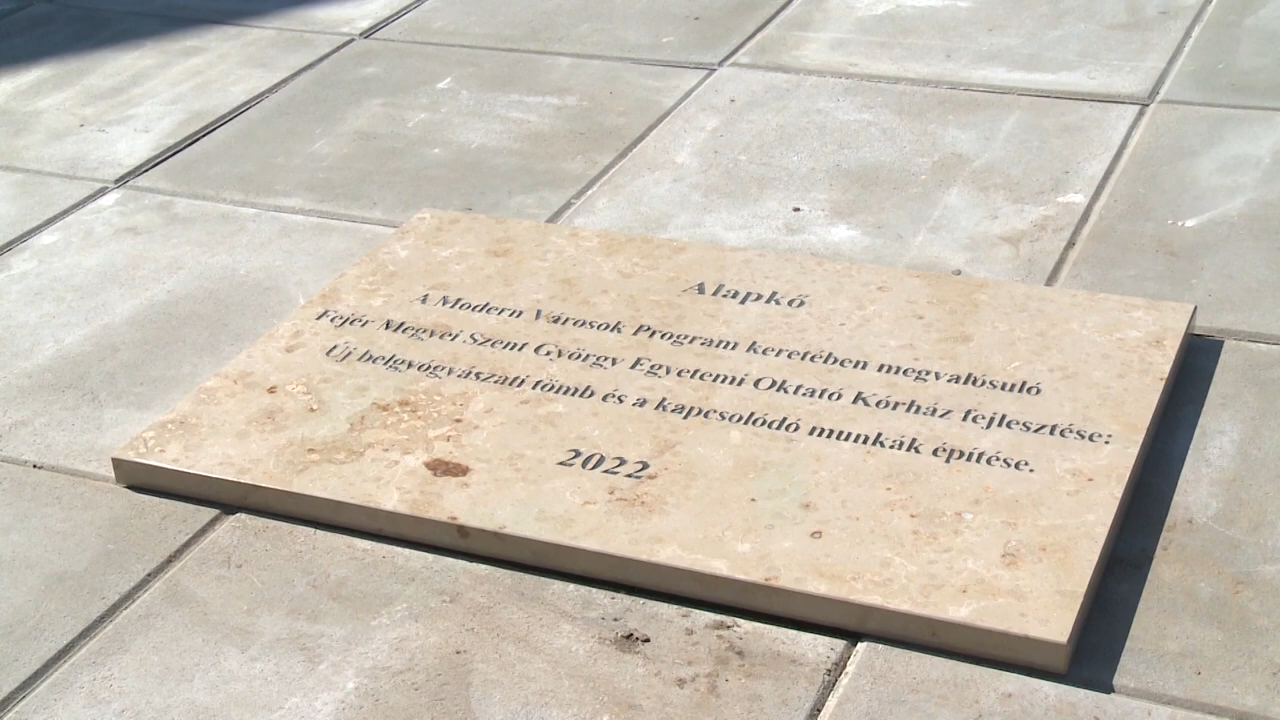 Alapkő
A Modern Városok Program keretében megvalósuló
Fejér Megyei Szent György Egyetemi Oktató Kórház fejlesztése:
Új belgyógyászati tömb és a kapcsolódó munkák építése.
2022